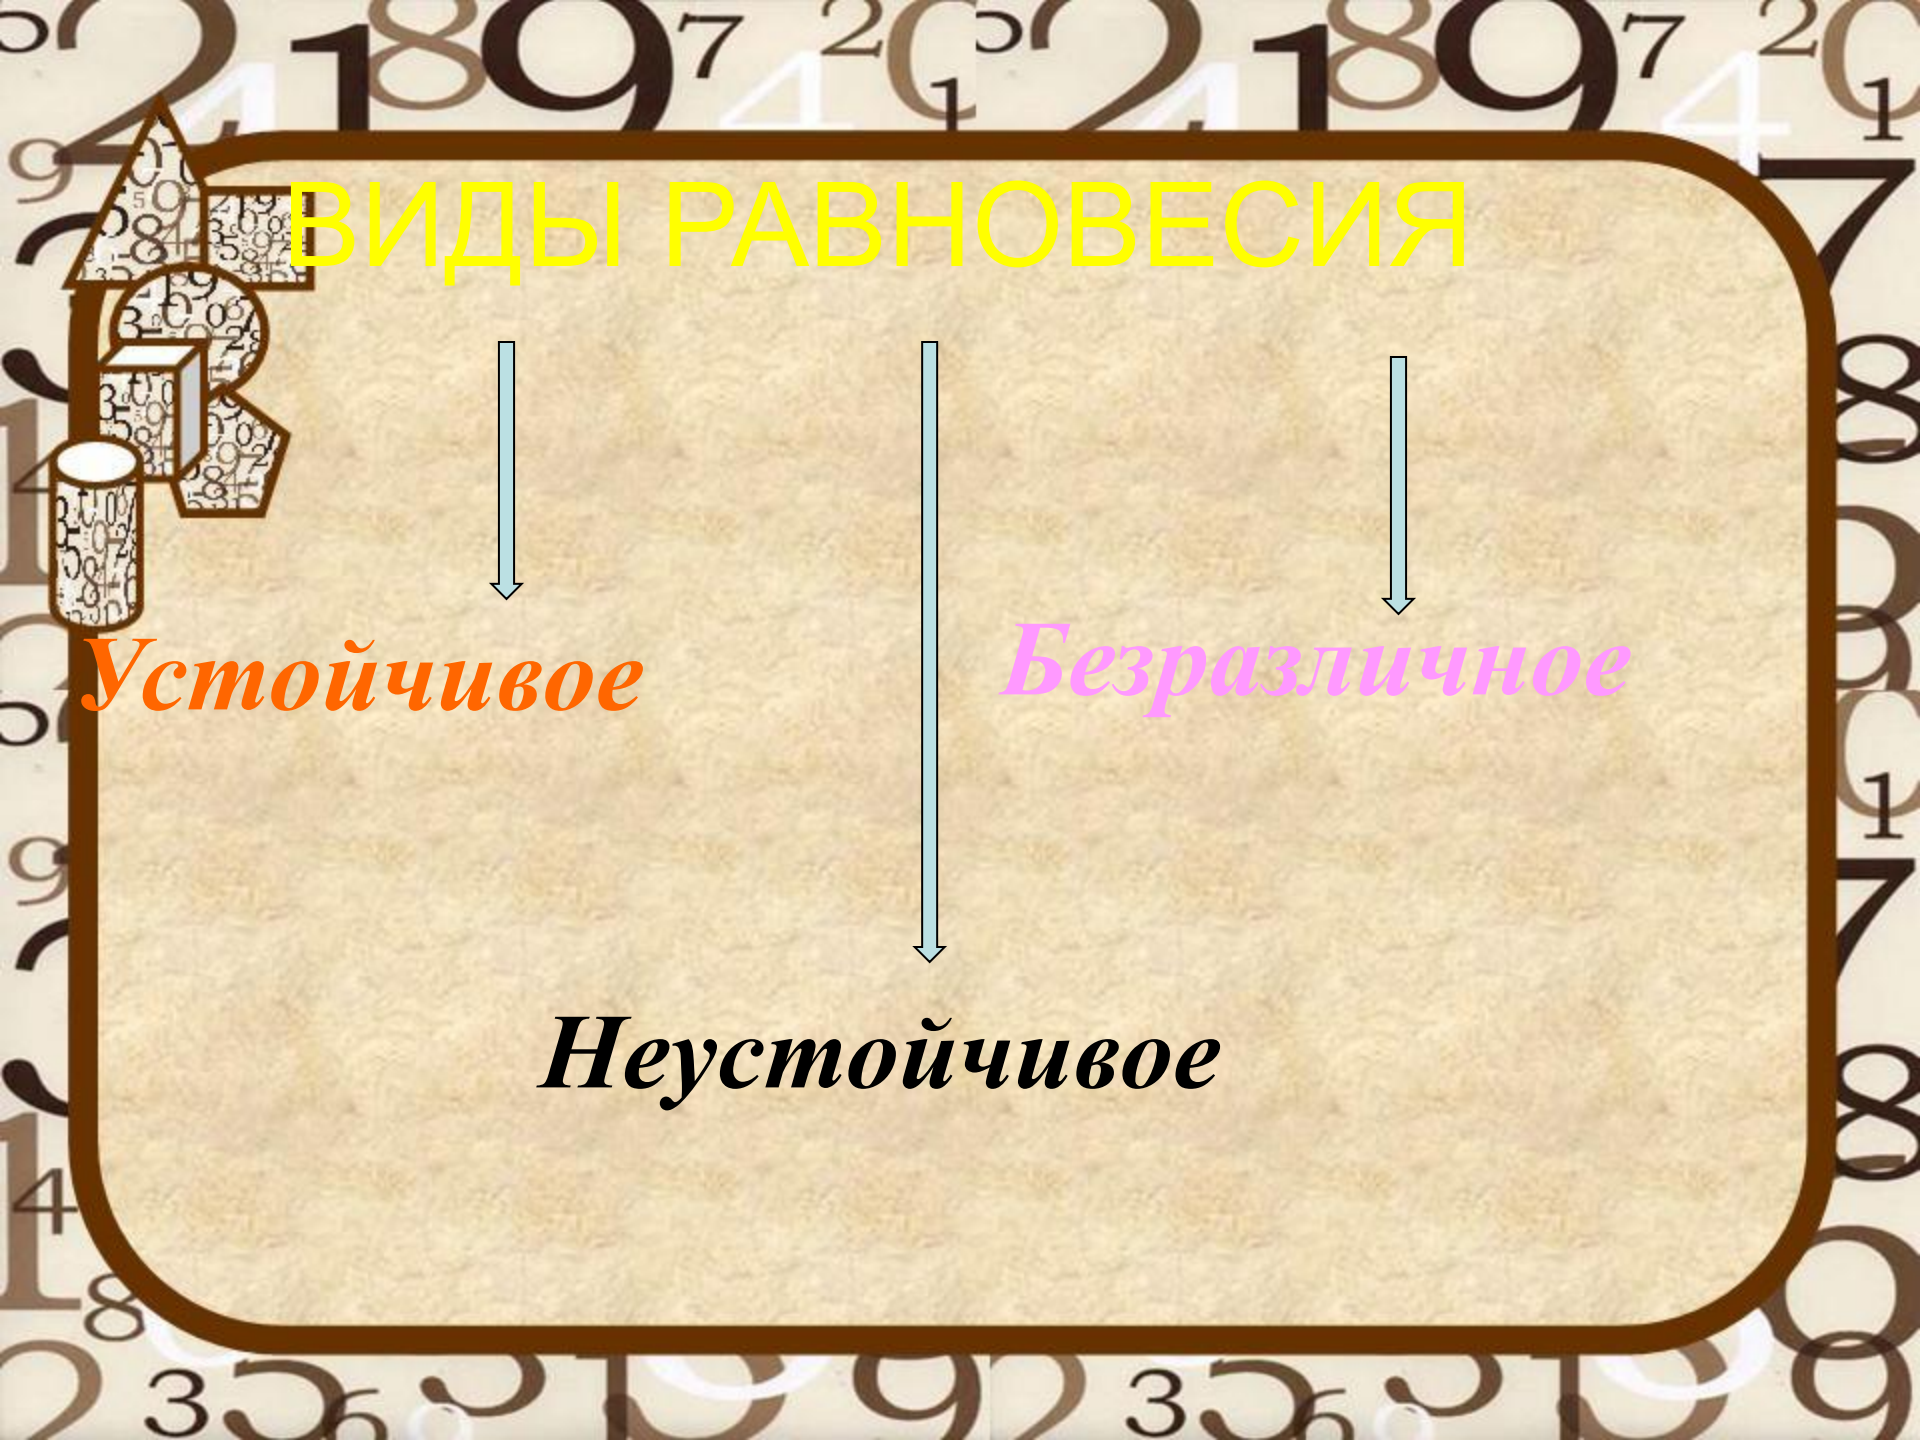 ВИДЫ РАВНОВЕСИЯ
Устойчивое
Безразличное
Неустойчивое